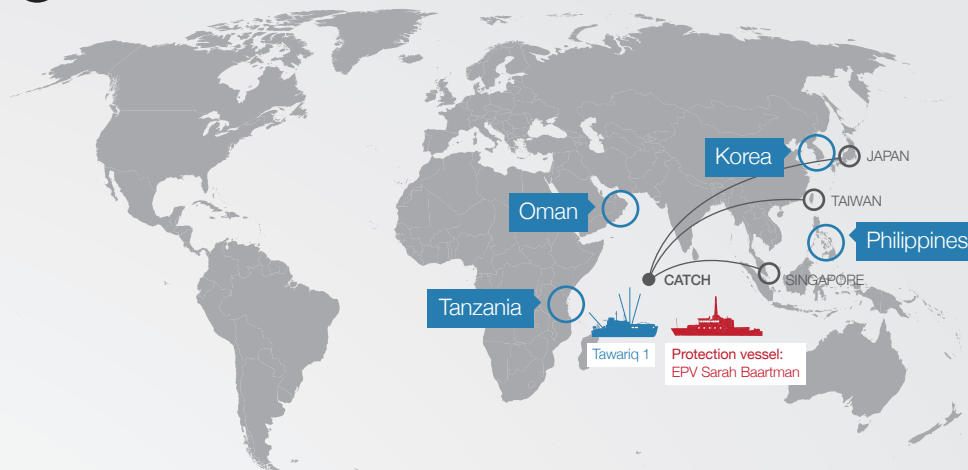 Korea
JAPAN
TAIWAN
Oman
Philippines
CATCH
SINGAPORE
Tanzania
Tawariq 1
Protection vessel:
EPV Sarah Baartman